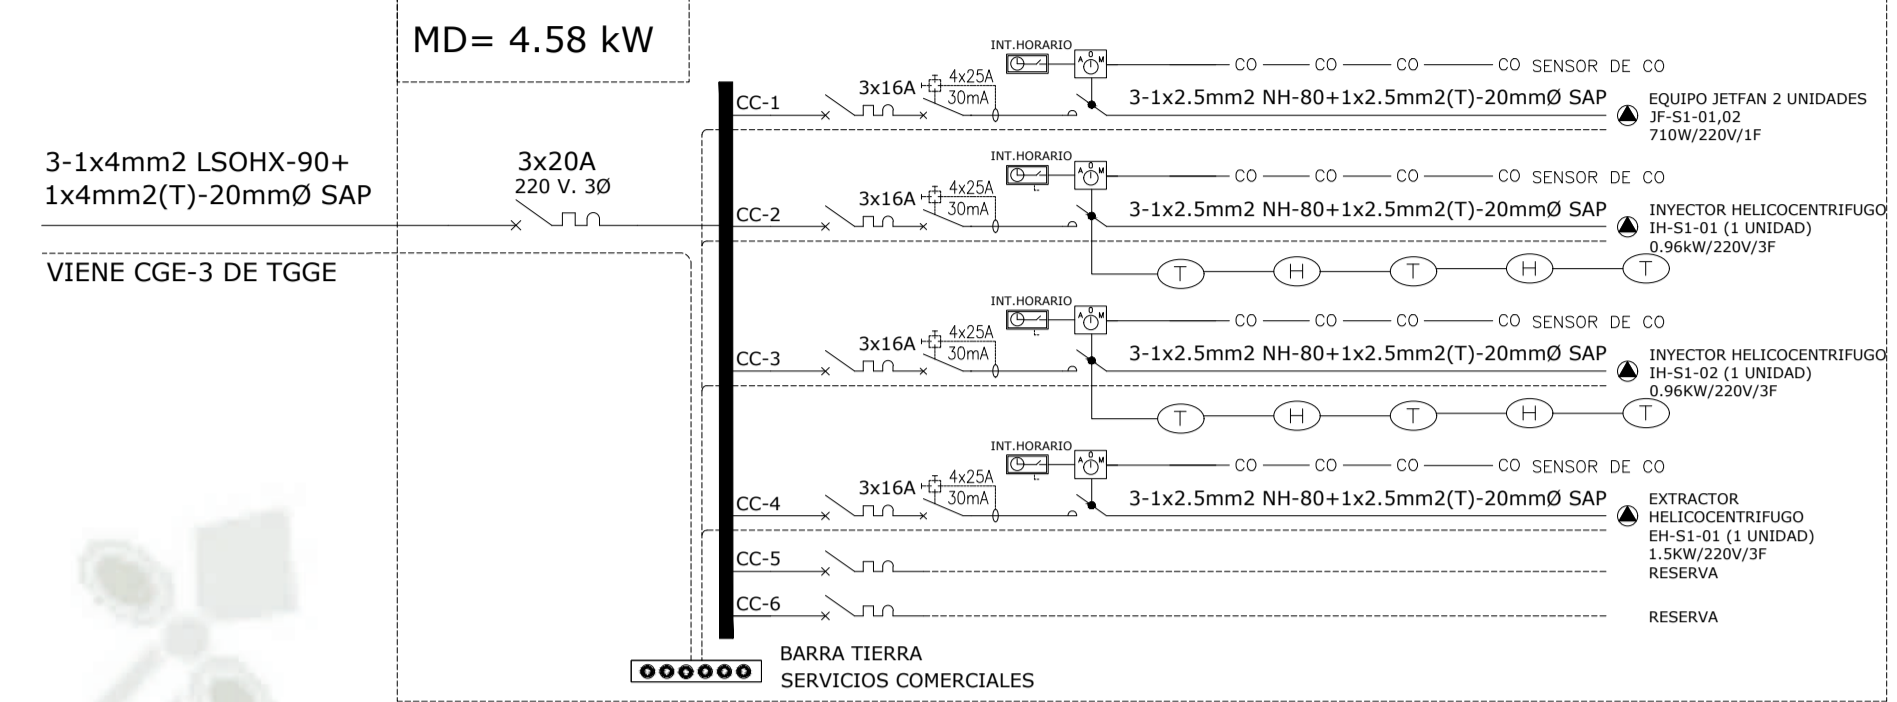 MD= 4.58 kW
3-1x4mm2 LSOHX-90+
1x4mm2(T)-20mmØ SAP
VIENE CGE-3 DE TGGE
3x20A
220 V. 3Ø
CC-1
3x16A
4x25A
30mA
INT.HORARIO
A O M
CO CO CO CO SENSOR DE CO
3-1x2.5mm2 NH-80+1x2.5mm2(T)-20mmØ SAP
EQUIPO JETFAN 2 UNIDADES
JF-S1-01,02
710W/220V/1F
CC-2
3x16A
4x25A
30mA
INT.HORARIO
A O M
CO CO CO CO SENSOR DE CO
3-1x2.5mm2 NH-80+1x2.5mm2(T)-20mmØ SAP
INYECTOR HELICOCENTRIFUGO
IH-S1-01 (1 UNIDAD)
0.96kW/220V/3F
T H T H T
CC-3
3x16A
4x25A
30mA
INT.HORARIO
A O M
CO CO CO CO SENSOR DE CO
3-1x2.5mm2 NH-80+1x2.5mm2(T)-20mmØ SAP
INYECTOR HELICOCENTRIFUGO
IH-S1-02 (1 UNIDAD)
0.96KW/220V/3F
T H T H T
CC-4
3x16A
4x25A
30mA
INT.HORARIO
A O M
CO CO CO CO SENSOR DE CO
3-1x2.5mm2 NH-80+1x2.5mm2(T)-20mmØ SAP
EXTRACTOR
HELICOCENTRIFUGO
EH-S1-01 (1 UNIDAD)
1.5KW/220V/3F
CC-5
RESERVA
CC-6
RESERVA
BARRA TIERRA
SERVICIOS COMERCIALES